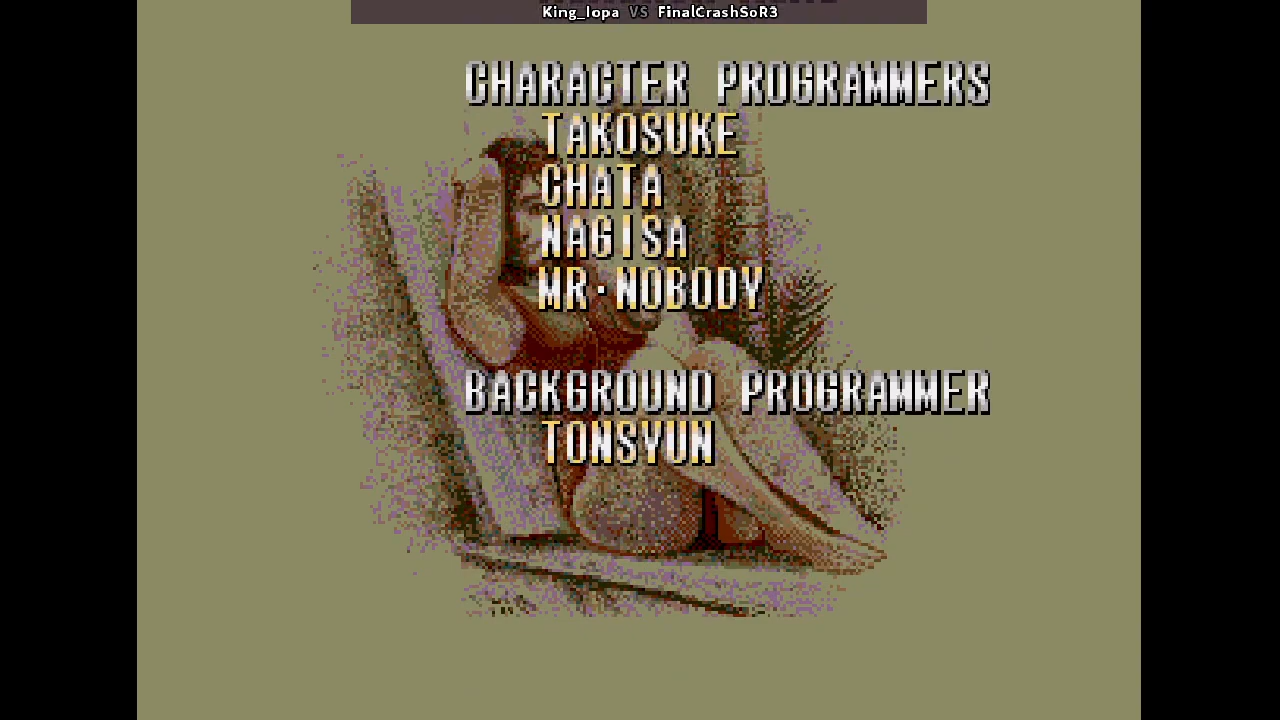 King_lopa VS FinalCrashSoR3
CHARACTER PROGRAMMERS
TAKOSUKE
CHATA
NAGISA
MR·NOBODY
BACKGROUND PROGRAMMER
TONSYUN